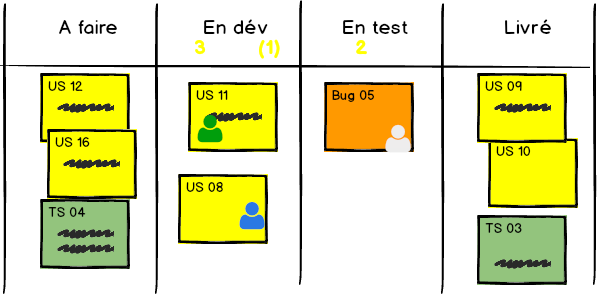 A faire
En dév
En test
Livré
3
(1)
2
US 12
US 16
TS 04
US 11
US 08
Bug 05
US 09
US 10
TS 03